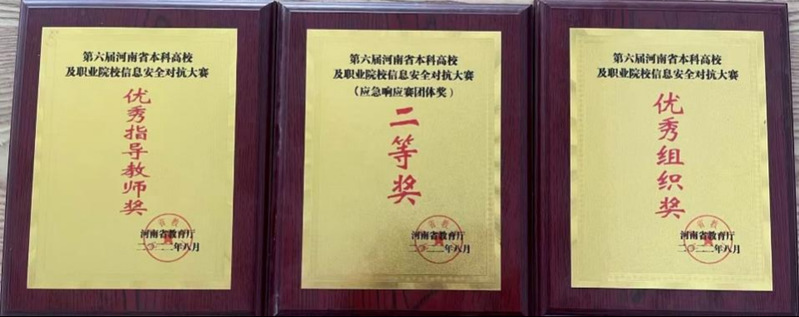 第六届河南省本科高校
及职业院校信息安全对抗大赛
优秀指导教师奖
河南省教育厅
二〇二二年八月
第六届河南省本科高校
及职业院校信息安全对抗大赛
（应急响应赛团体奖）
二等奖
河南省教育厅
二〇二二年八月
第六届河南省本科高校
及职业院校信息安全对抗大赛
优秀组织奖
河南省教育厅
二〇二二年八月